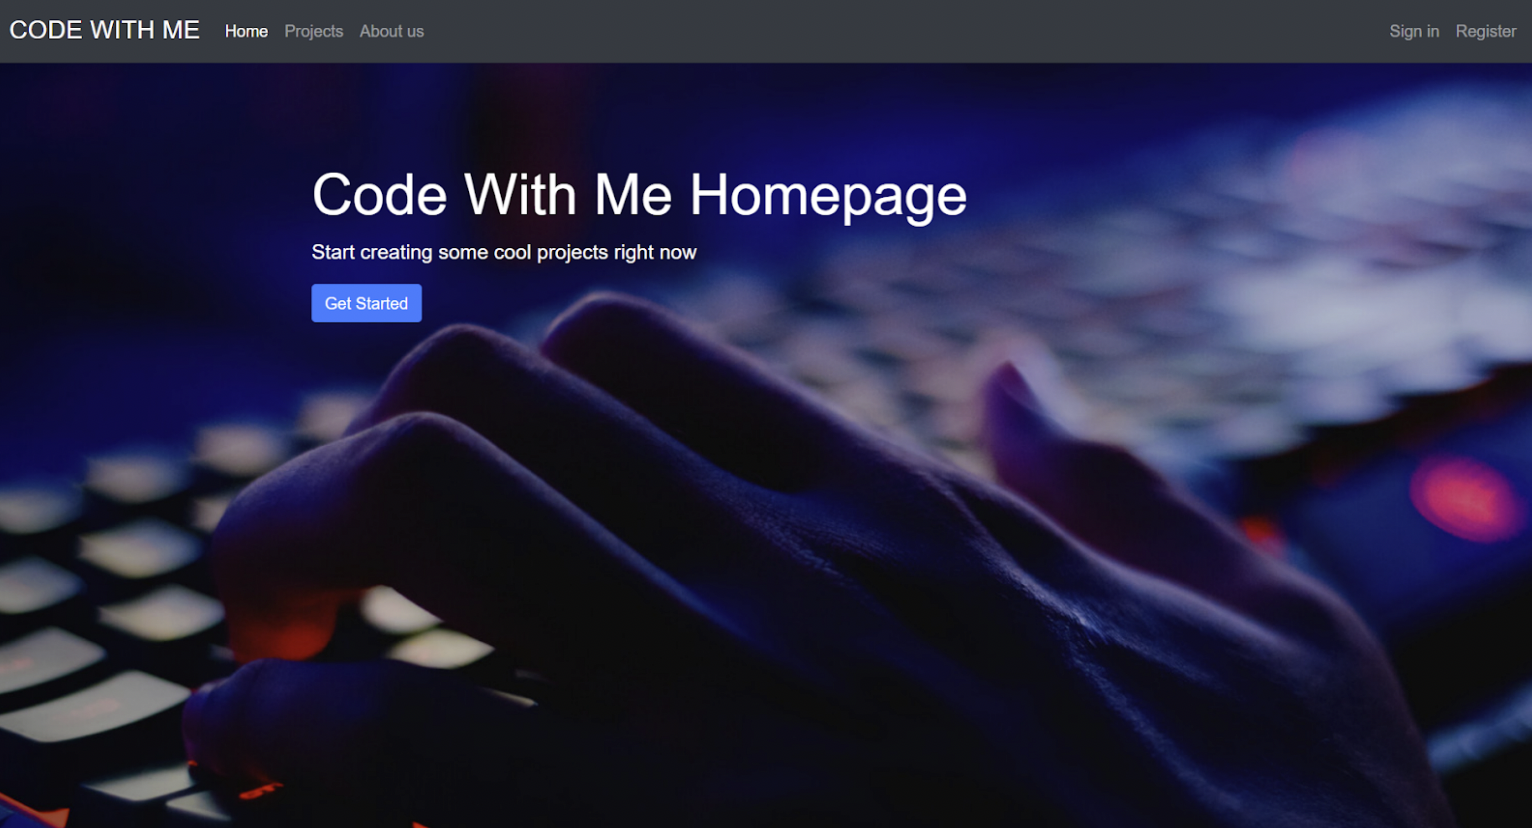 CODE WITH ME Home Projects About us Sign in Register
Code With Me Homepage
Start creating some cool projects right now
Get Started